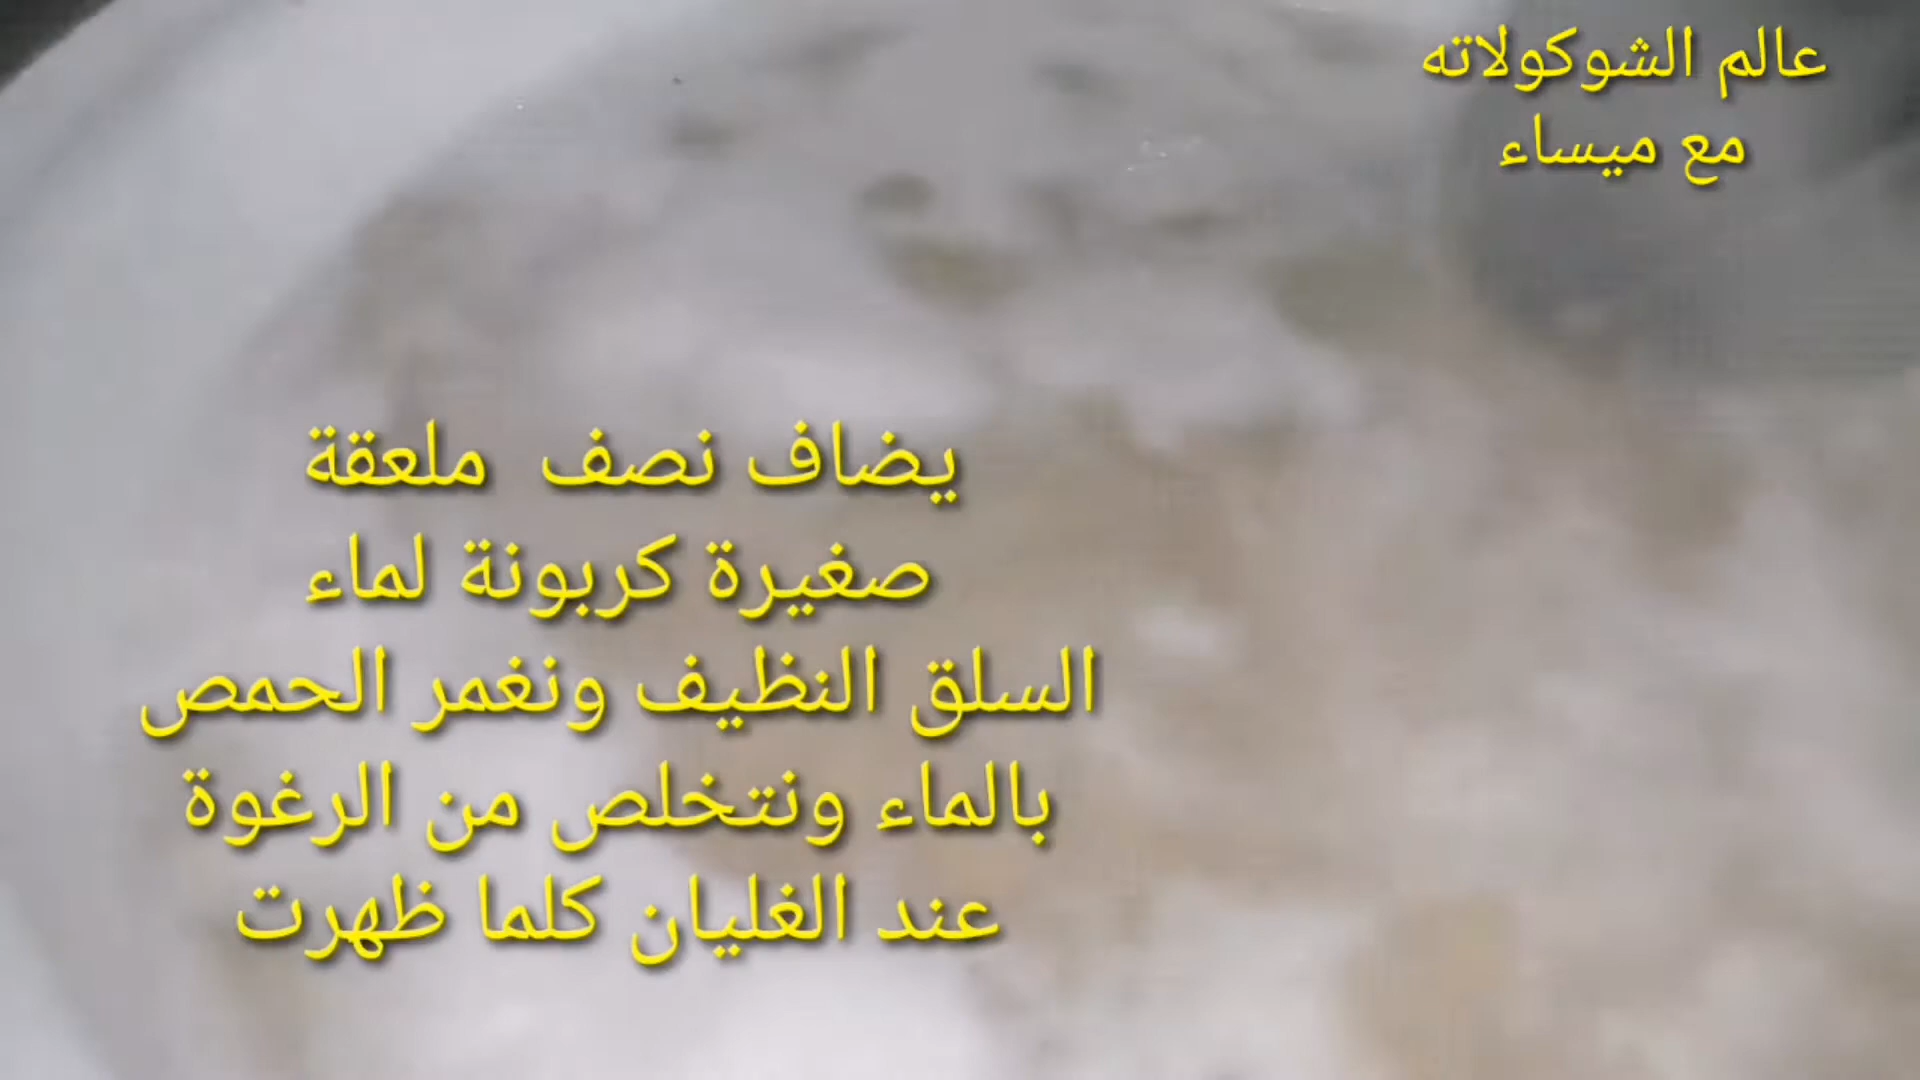 عالم الشوكولاته
مع ميساء
يضاف نصف ملعقة
صغيرة كربونة لماء
السلق النظيف ونغمر الحمص
بالماء ونتخلص من الرغوة
عند الغليان كلما ظهرت